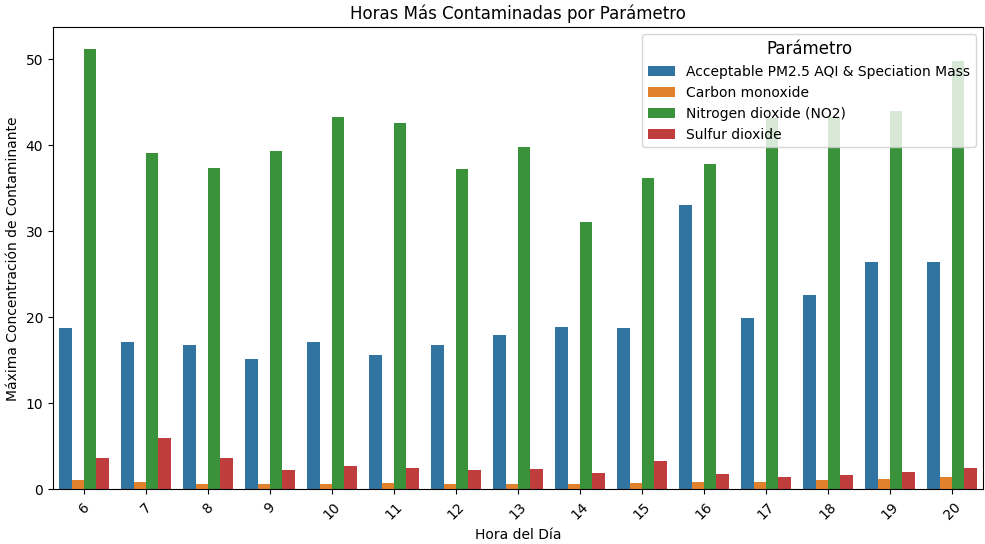 Horas Más Contaminadas por Parámetro
Parámetro
Acceptable PM2.5 AQI & Speciation Mass
Carbon monoxide
Nitrogen dioxide (NO2)
Sulfur dioxide
Máxima Concentración de Contaminante
50
40
30
20
10
0
6 7 8 9 10 11 12 13 14 15 16 17 18 19 20
Hora del Día